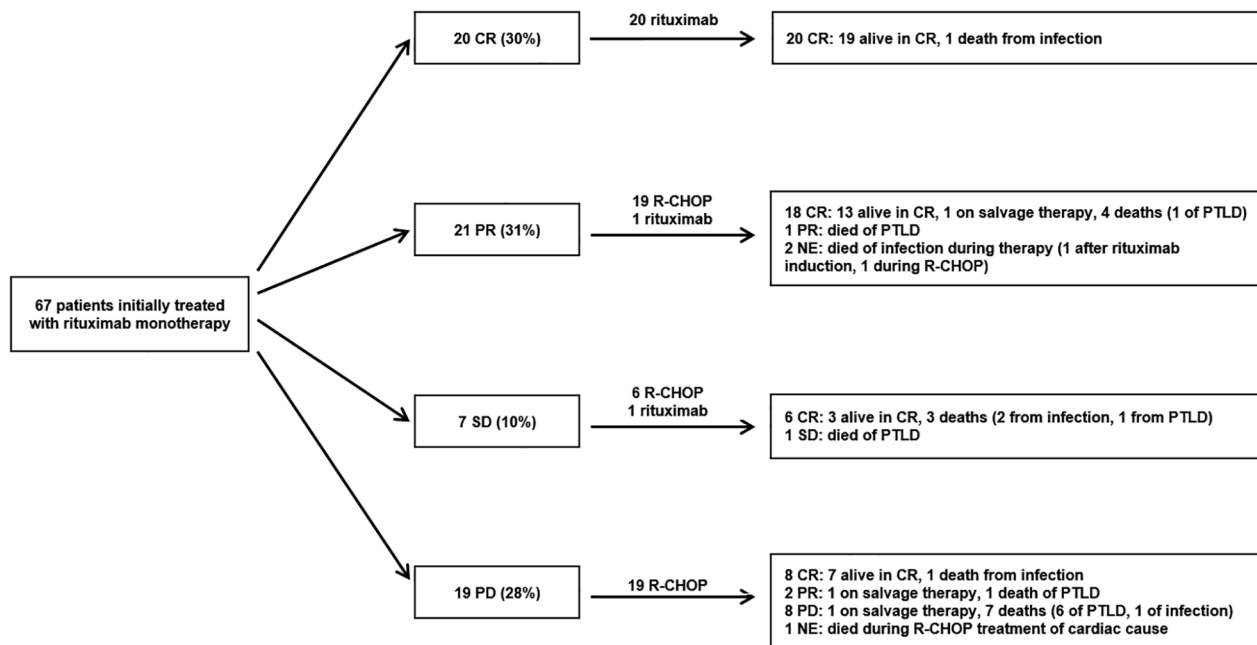 67 patients initially treated
with rituximab monotherapy
20 CR (30%)
20 rituximab
20 CR: 19 alive in CR, 1 death from infection
21 PR (31%)
19 R-CHOP
1 rituximab
18 CR: 13 alive in CR, 1 on salvage therapy, 4 deaths (1 of PTLD)
1 PR: died of PTLD
2 NE: died of infection during therapy (1 after rituximab
induction, 1 during R-CHOP)
7 SD (10%)
6 R-CHOP
1 rituximab
6 CR: 3 alive in CR, 3 deaths (2 from infection, 1 from PTLD)
1 SD: died of PTLD
19 PD (28%)
19 R-CHOP
8 CR: 7 alive in CR, 1 death from infection
2 PR: 1 on salvage therapy, 1 death of PTLD
8 PD: 1 on salvage therapy, 7 deaths (6 of PTLD, 1 of infection)
1 NE: died during R-CHOP treatment of cardiac cause